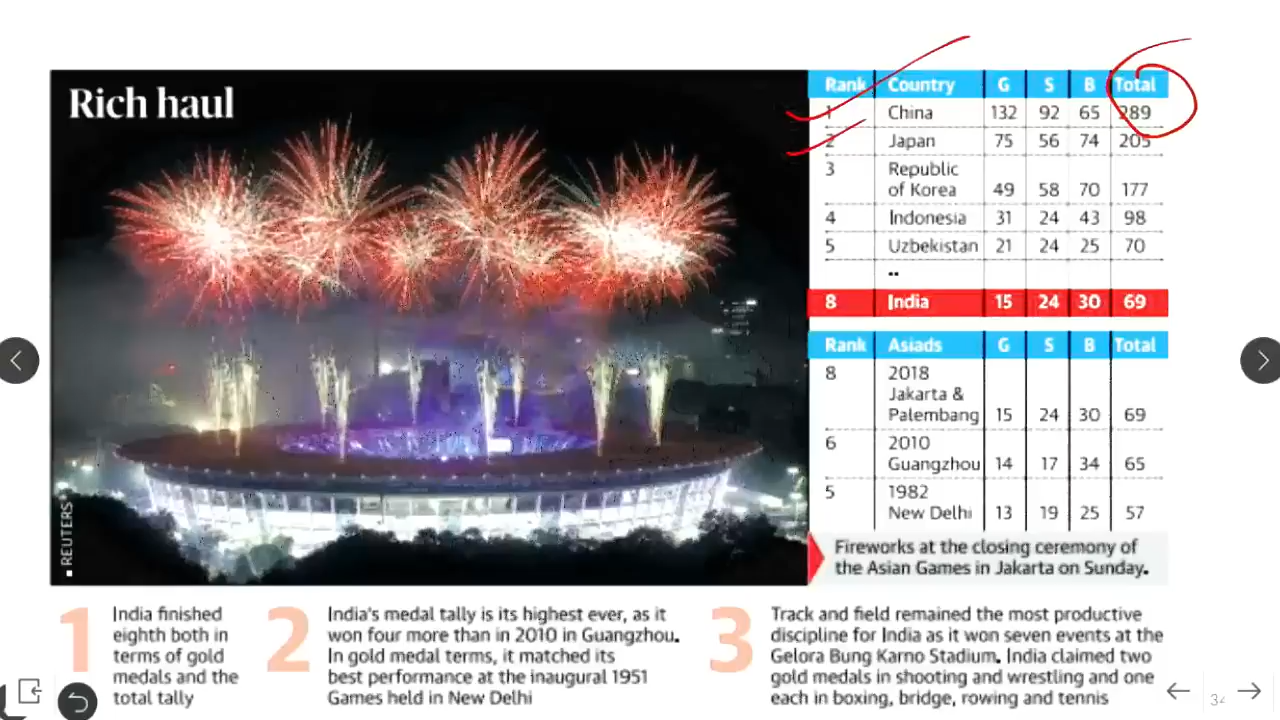 Rich haul
REUTERS
Rank Country G S B Total
1 China 132 92 65 289
2 Japan 75 56 74 205
3 Republic
of Korea 49 58 70 177
4 Indonesia 31 24 43 98
5 Uzbekistan 21 24 25 70
..
8 India 15 24 30 69
Rank Asiads G S B Total
8 2018
Jakarta &
Palembang 15 24 30 69
6 2010
Guangzhou 14 17 34 65
5 1982
New Delhi 13 19 25 57
Fireworks at the closing ceremony of
the Asian Games in Jakarta on Sunday.
1 India finished
eighth both in
terms of gold
medals and the
total tally
2 India's medal tally is its highest ever, as it
won four more than in 2010 in Guangzhou.
In gold medal terms, it matched its
best performance at the inaugural 1951
Games held in New Delhi
3 Track and field remained the most productive
discipline for India as it won seven events at the
Gelora Bung Karno Stadium. India claimed two
gold medals in shooting and wrestling and one
each in boxing, bridge, rowing and tennis